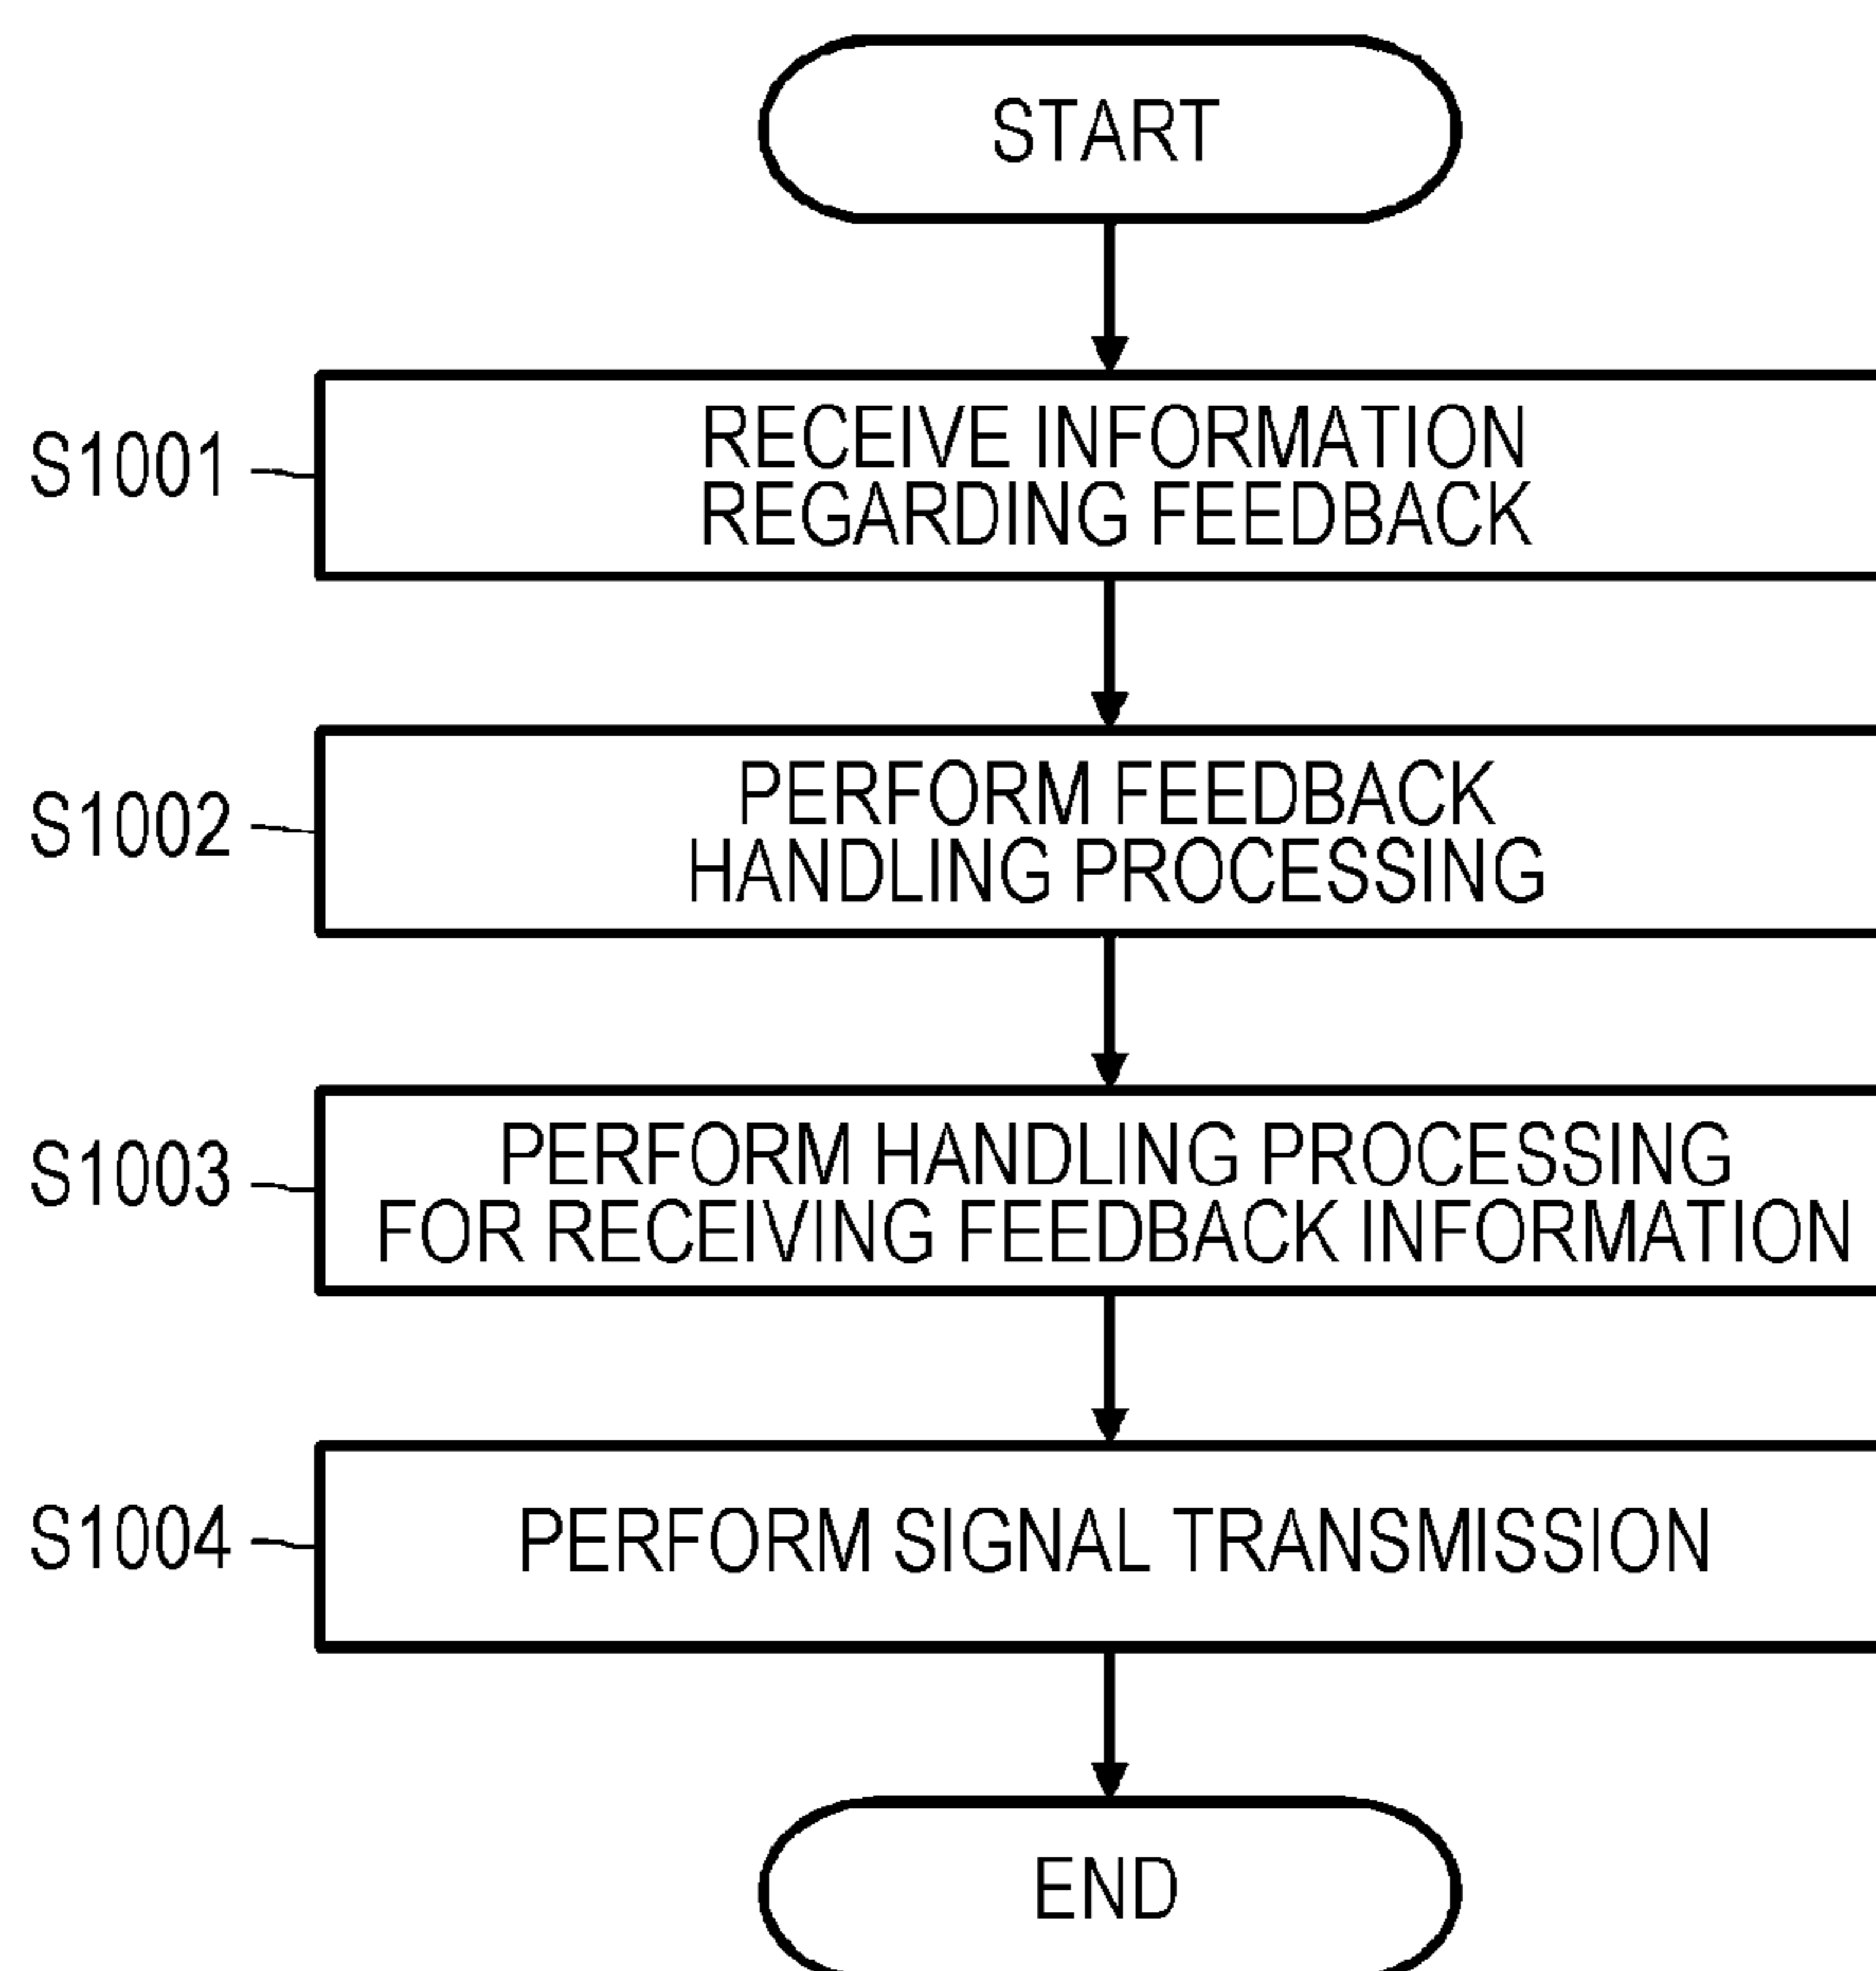 START
S1001
RECEIVE INFORMATION
REGARDING FEEDBACK
S1002
PERFORM FEEDBACK
HANDLING PROCESSING
S1003
PERFORM HANDLING PROCESSING
FOR RECEIVING FEEDBACK INFORMATION
S1004
PERFORM SIGNAL TRANSMISSION
END